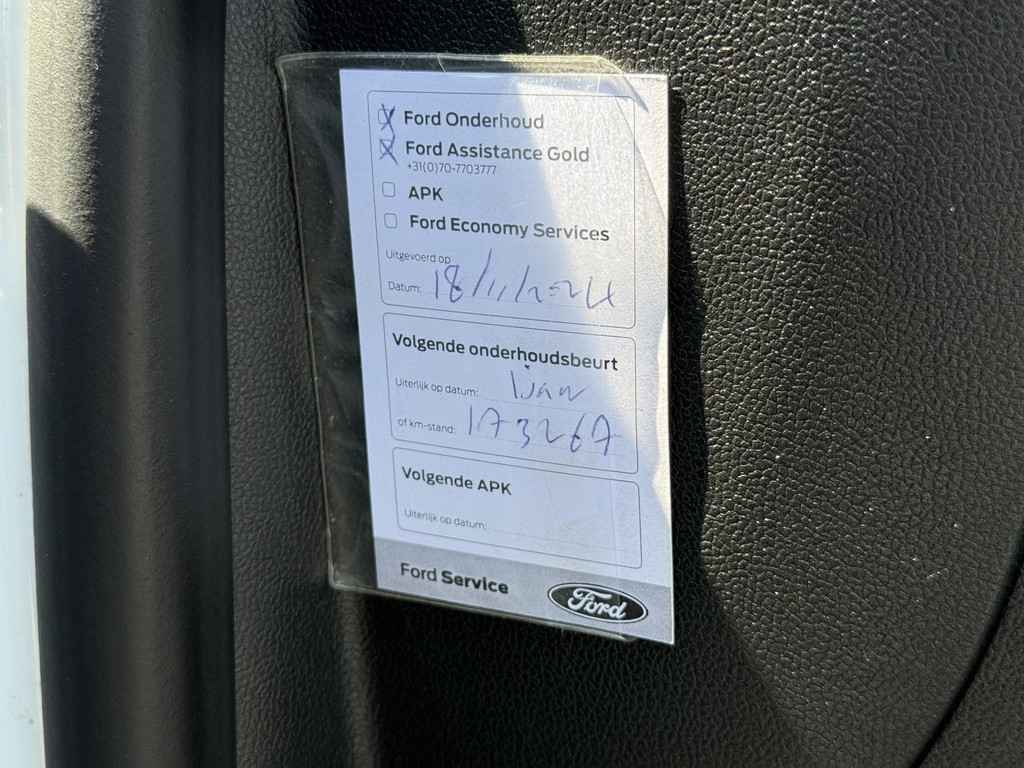 Ford Onderhoud
Ford Assistance Gold
+31(0)70-7703777
APK
Ford Economy Services
Uitgevoerd op
Datum: 18/11/2024
Volgende onderhoudsbeurt
Uiterlijk op datum: 1jaar
of km-stand: 173267
Volgende APK
Uiterlijk op datum:
Ford Service
Ford